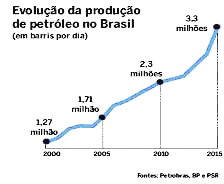 Evolução da produção
de petróleo no Brasil
(em barris por dia)
3,3
milhões
2,3
milhões
1,71
milhão
1,27
milhão
2000 2005 2010 2015
Fontes: Petrobras, BP e PSR